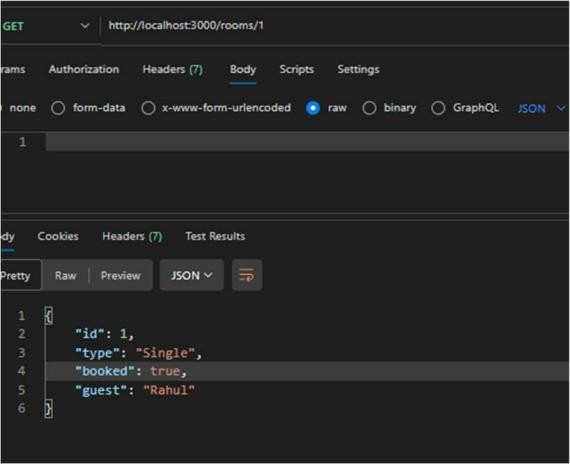 GET http://localhost:3000/rooms/1
rams Authorization Headers (7) Body Scripts Settings
none form-data x-www-form-urlencoded raw binary GraphQL JSON
1
dy Cookies Headers (7) Test Results
Pretty Raw Preview JSON
1 {
2 "id": 1,
3 "type": "Single",
4 "booked": true,
5 "guest": "Rahul"
6 }